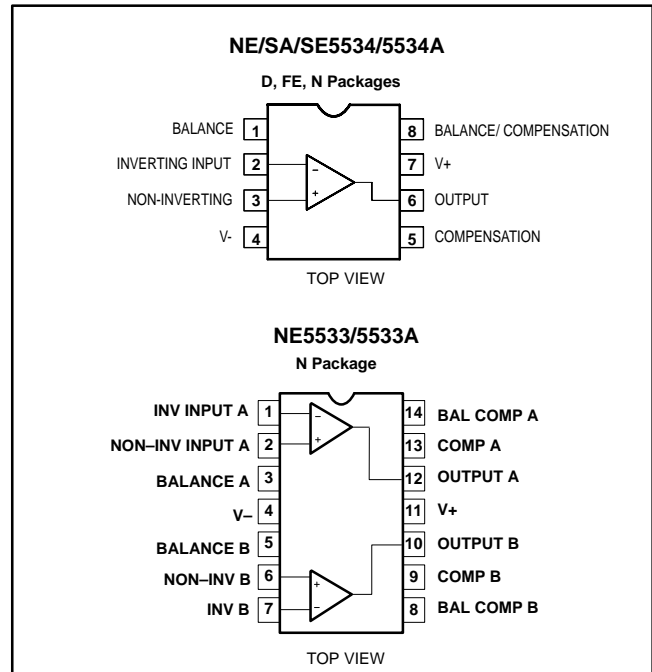 NE/SA/SE5534/5534A
D, FE, N Packages
BALANCE 1 8 BALANCE/ COMPENSATION
INVERTING INPUT 2 − 7 V+
NON-INVERTING 3 + 6 OUTPUT
V- 4 5 COMPENSATION
TOP VIEW
NE5533/5533A
N Package
INV INPUT A 1 − 14 BAL COMP A
NON–INV INPUT A 2 + 13 COMP A
BALANCE A 3 12 OUTPUT A
V– 4 11 V+
BALANCE B 5 10 OUTPUT B
NON–INV B 6 + 9 COMP B
INV B 7 − 8 BAL COMP B
TOP VIEW